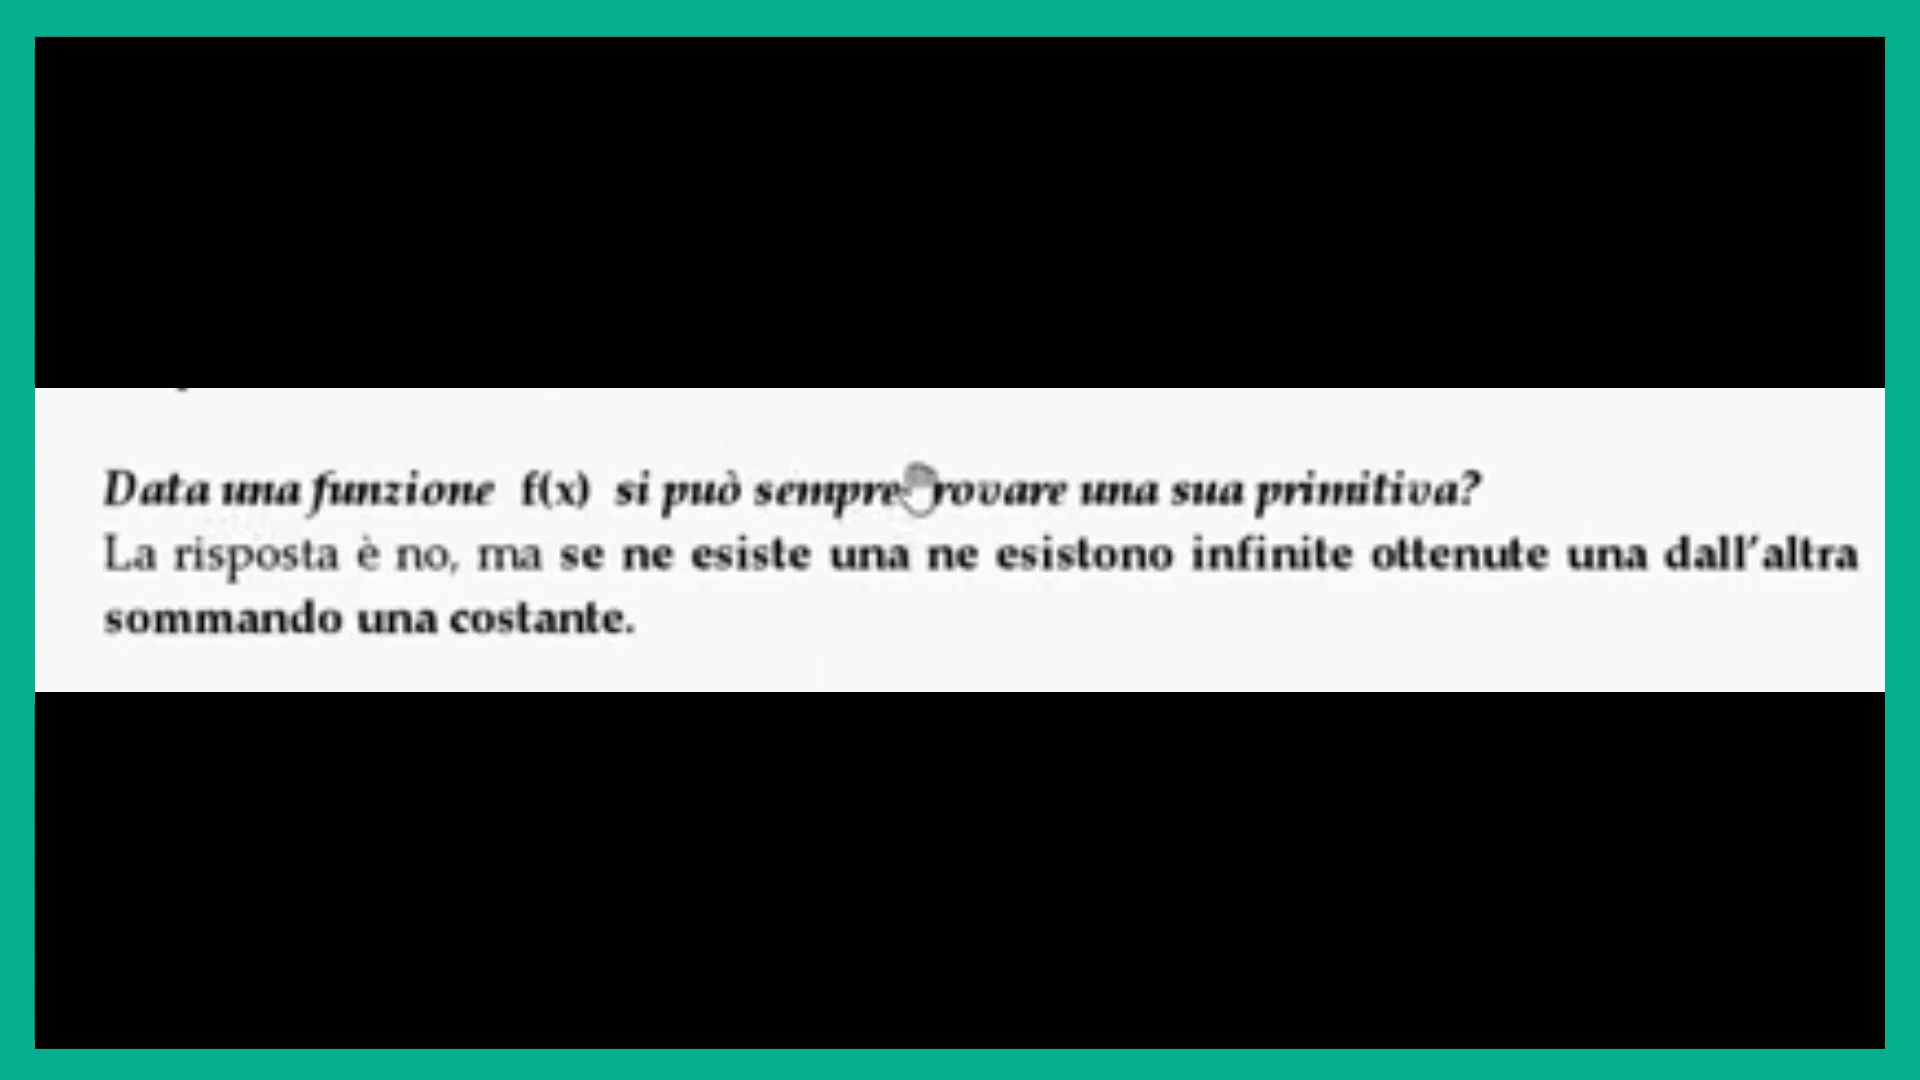 Data una funzione f(x) si può sempre trovare una sua primitiva?
La risposta è no, ma se ne esiste una ne esistono infinite ottenute una dall'altra
sommando una costante.